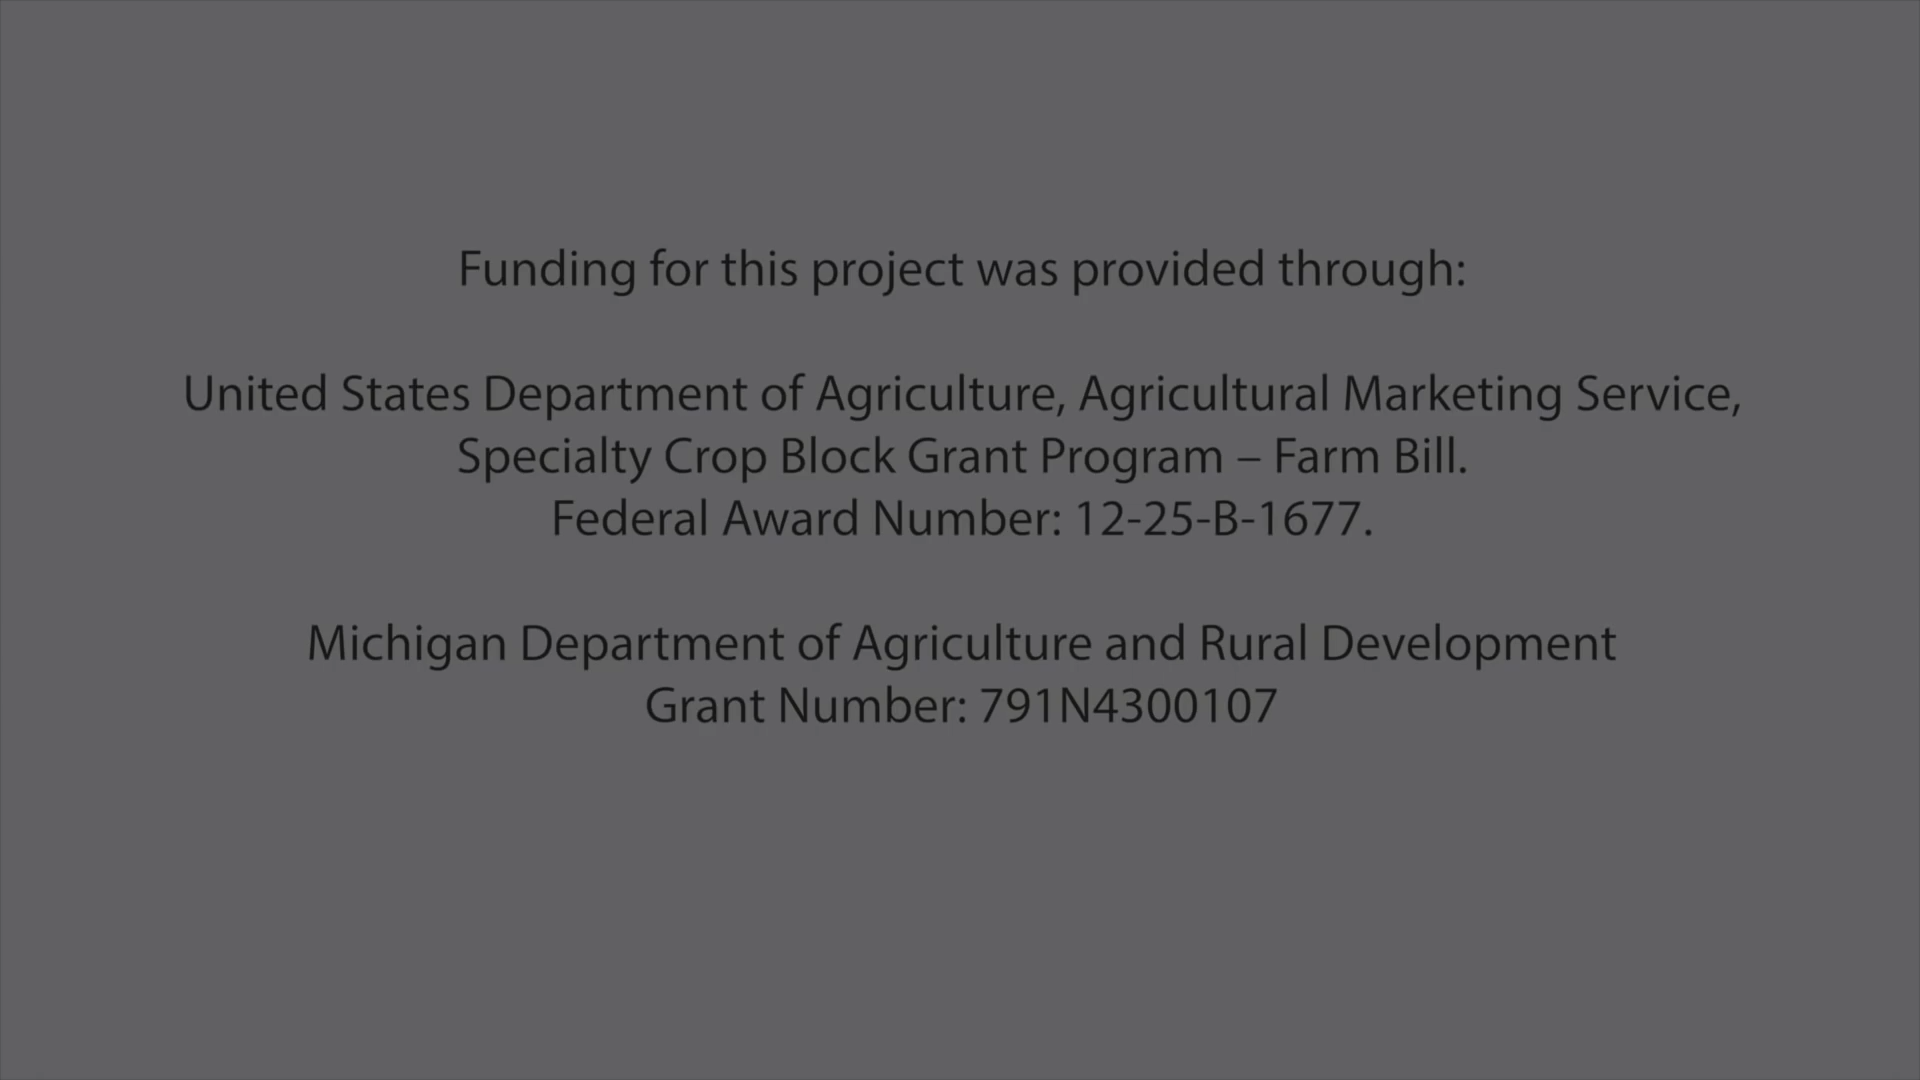 Funding for this project was provided through:
United States Department of Agriculture, Agricultural Marketing Service,
Specialty Crop Block Grant Program – Farm Bill.
Federal Award Number: 12-25-B-1677.
Michigan Department of Agriculture and Rural Development
Grant Number: 791N4300107